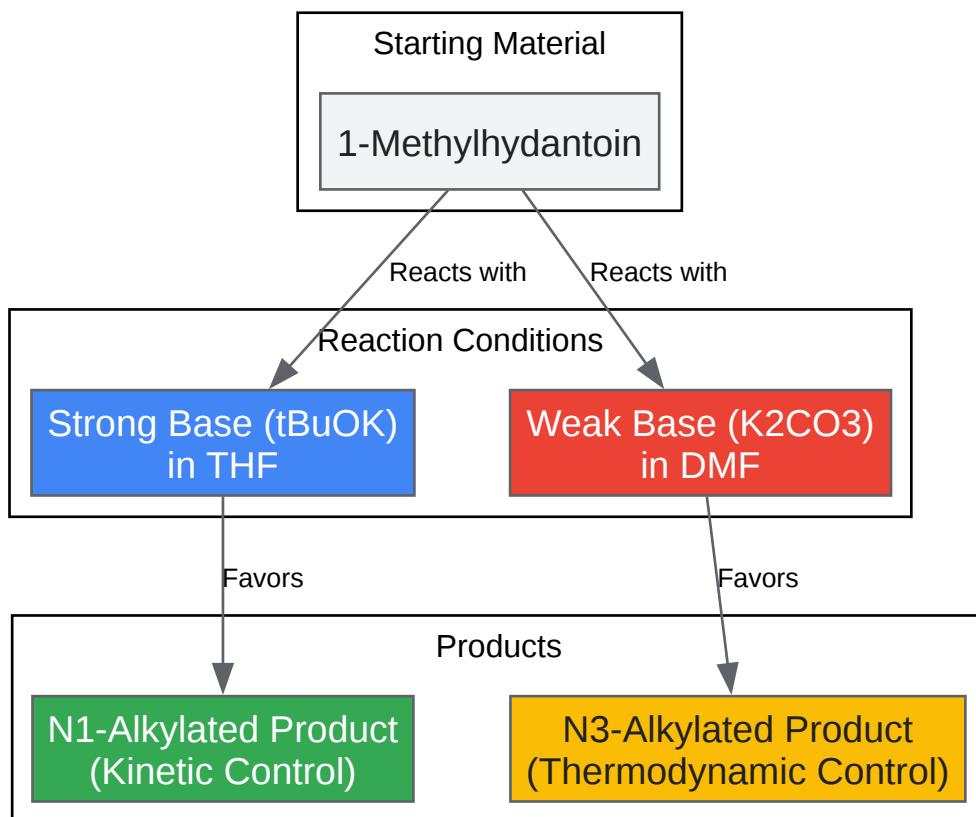 Starting Material
1-Methylhydantoin
Reacts with
Reacts with
Reaction Conditions
Strong Base (tBuOK)
in THF
Weak Base (K2CO3)
in DMF
Favors
Favors
Products
N1-Alkylated Product
(Kinetic Control)
N3-Alkylated Product
(Thermodynamic Control)